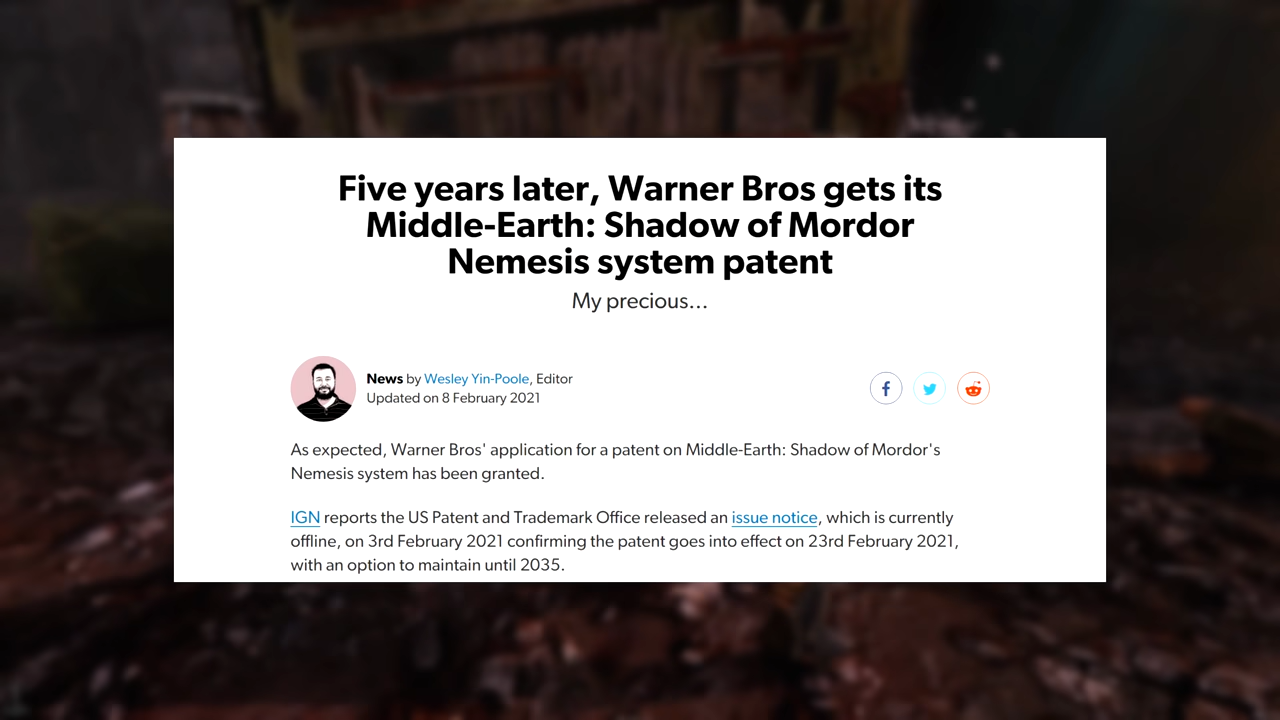 Five years later, Warner Bros gets its
Middle-Earth: Shadow of Mordor
Nemesis system patent
My precious...
News by Wesley Yin-Poole, Editor
Updated on 8 February 2021
As expected, Warner Bros' application for a patent on Middle-Earth: Shadow of Mordor's
Nemesis system has been granted.
IGN reports the US Patent and Trademark Office released an issue notice, which is currently
offline, on 3rd February 2021 confirming the patent goes into effect on 23rd February 2021,
with an option to maintain until 2035.